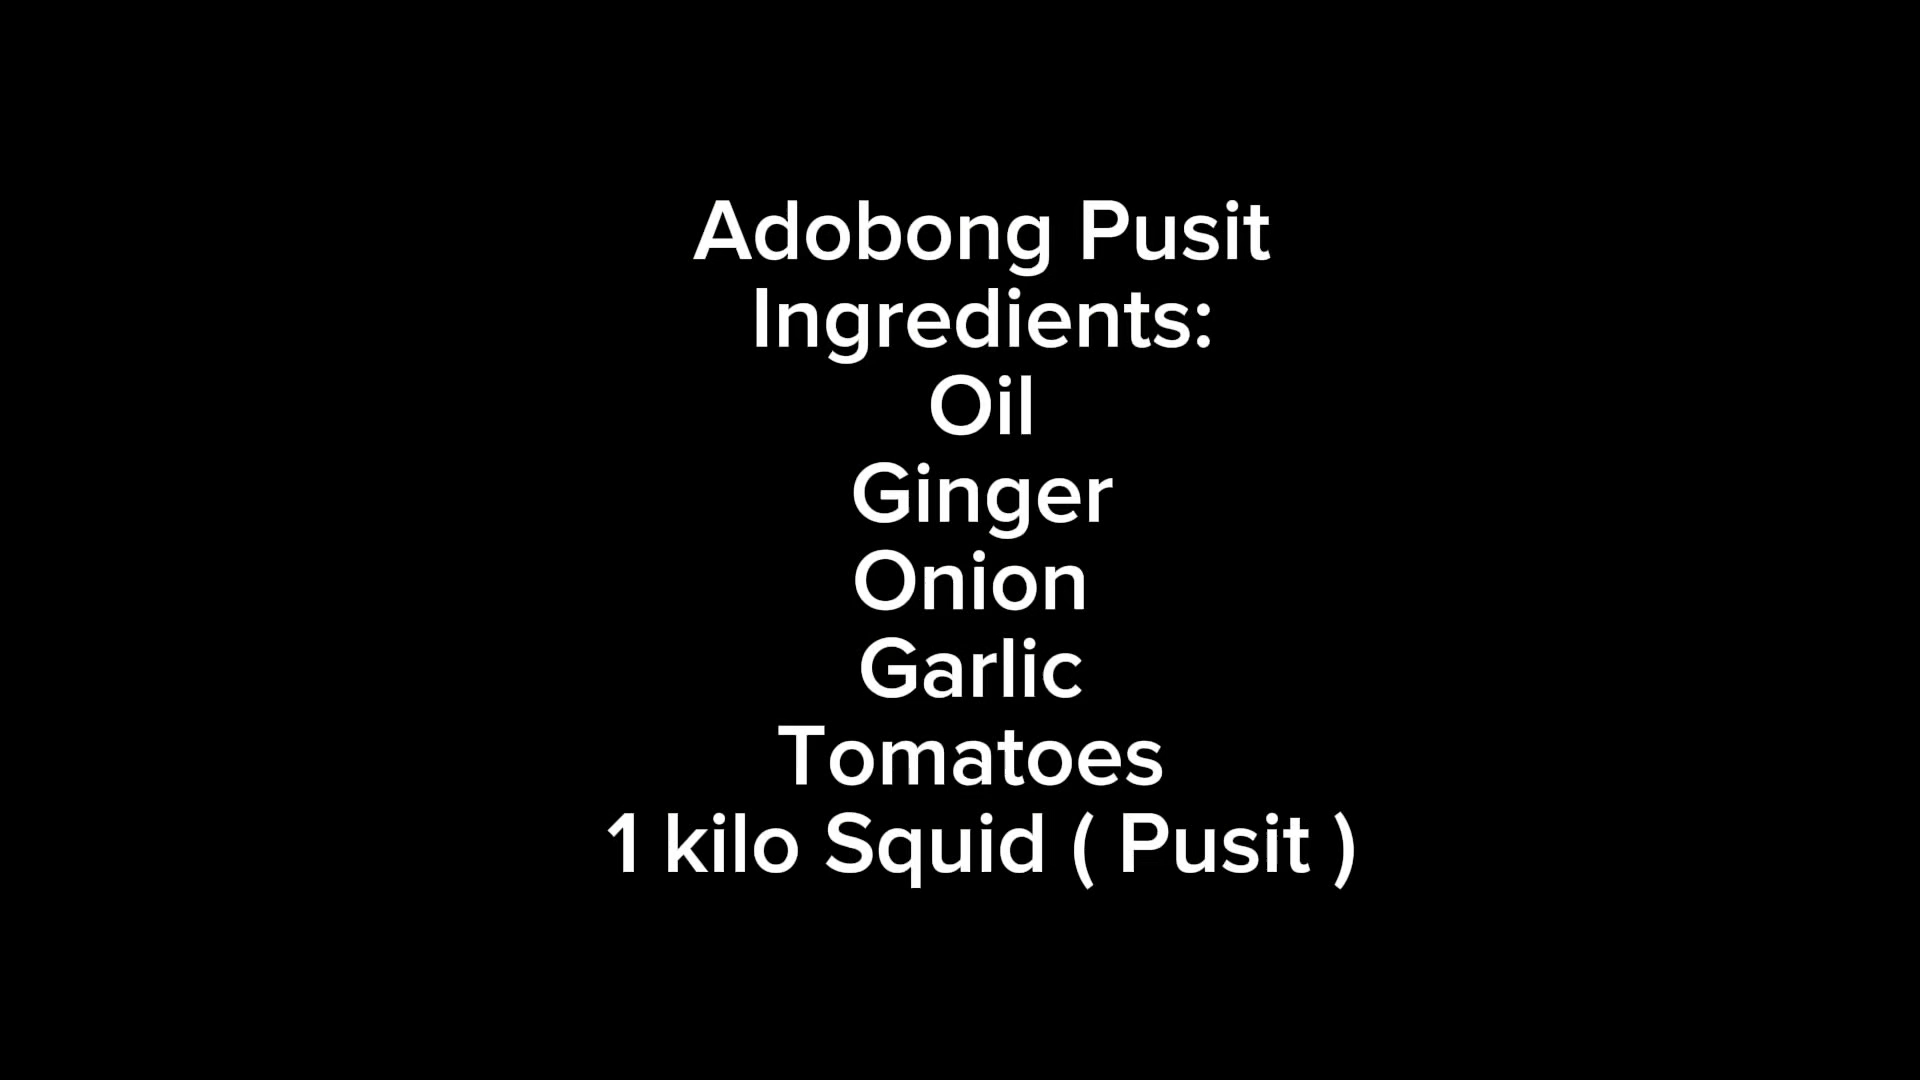 Adobong Pusit
Ingredients:
Oil
Ginger
Onion
Garlic
Tomatoes
1 kilo Squid ( Pusit )